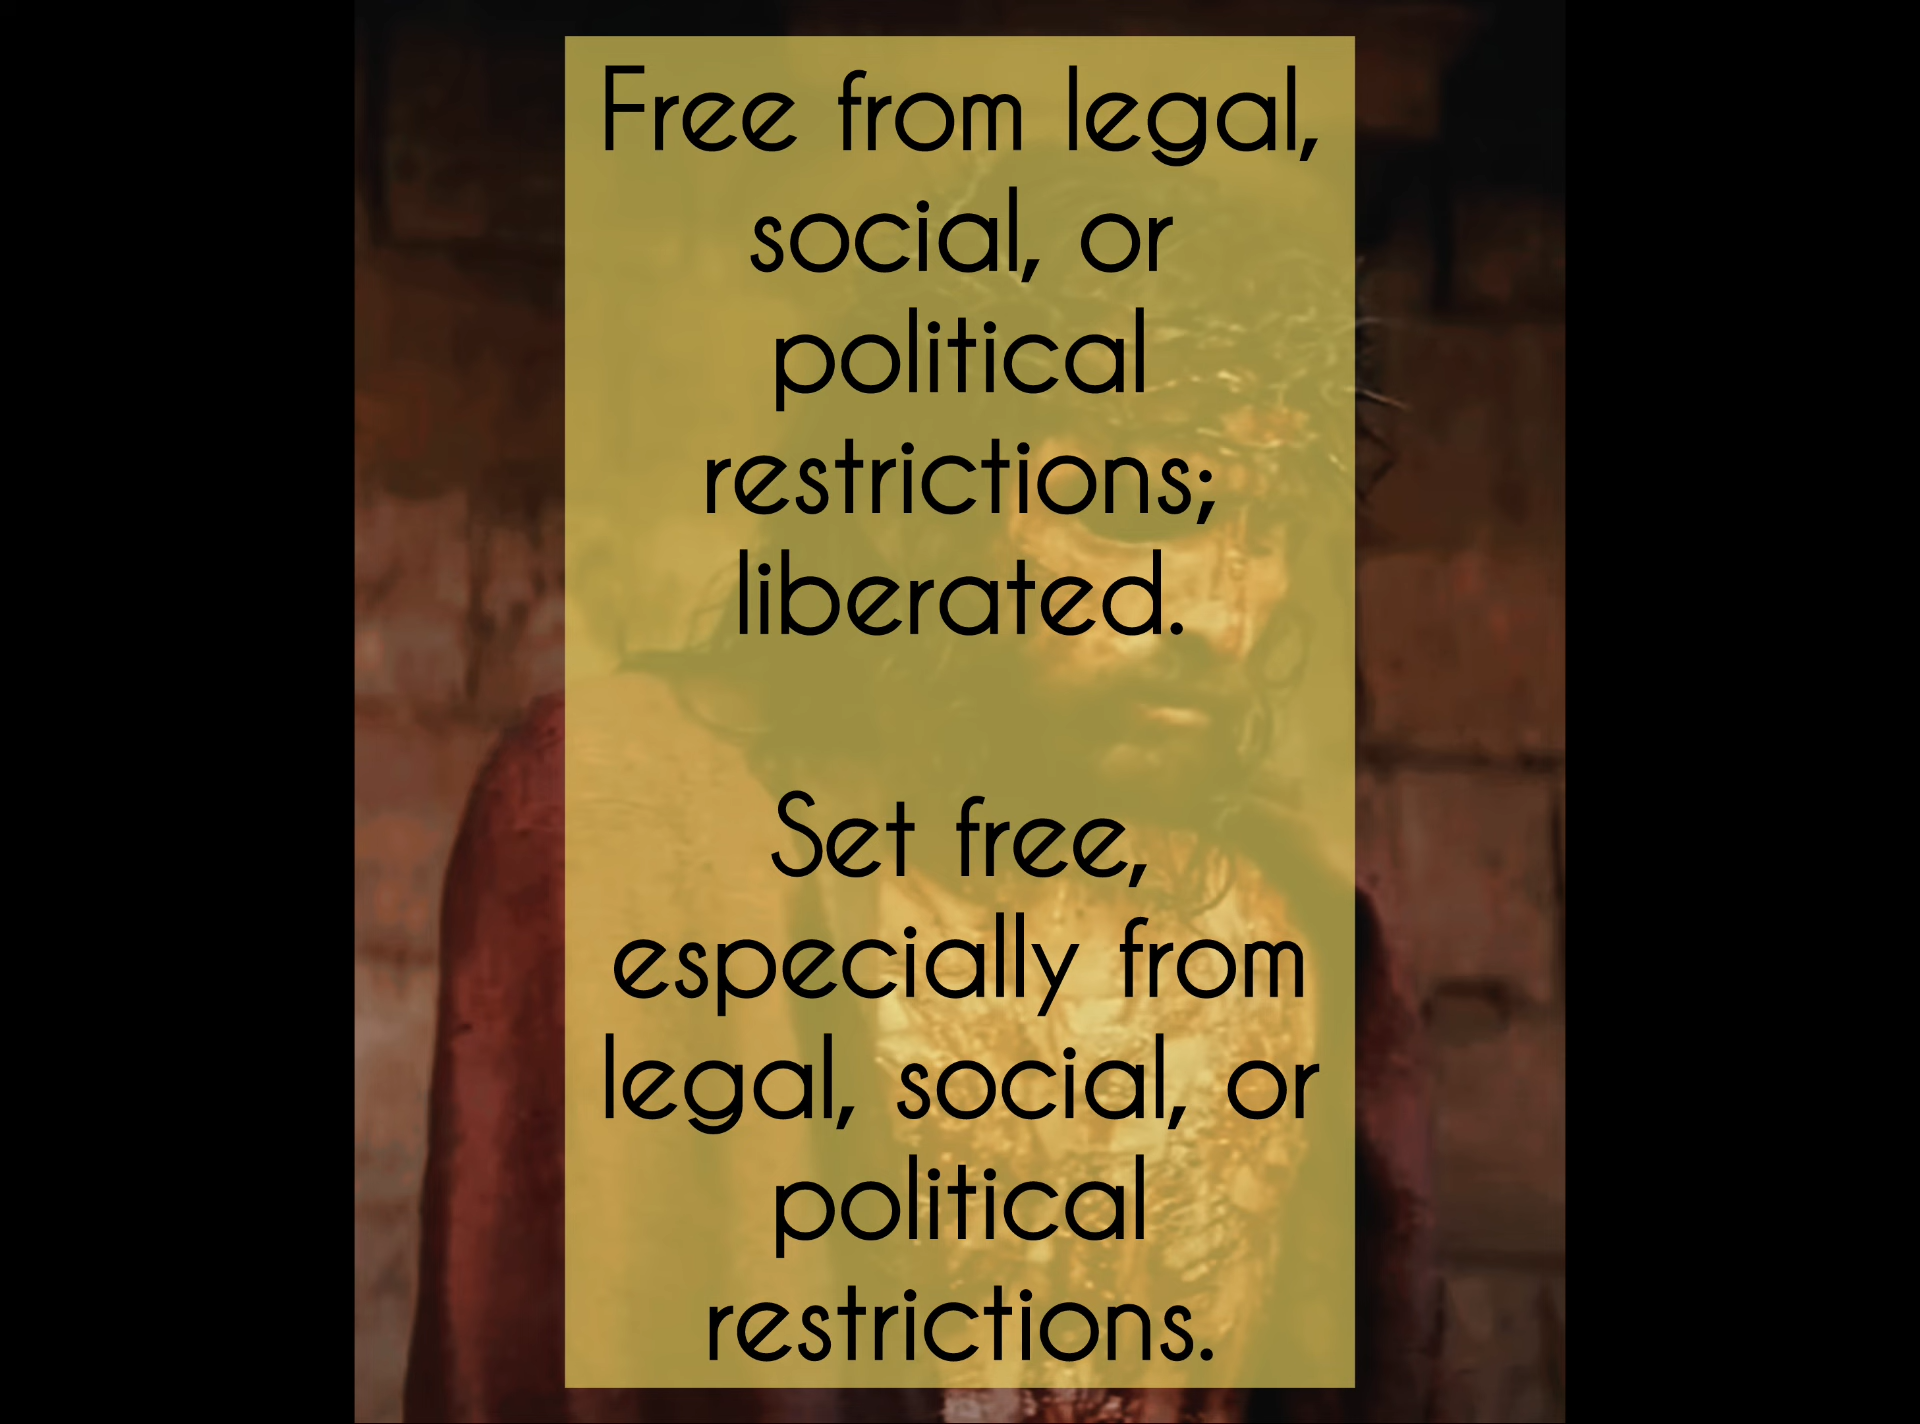 Free from legal,
social, or
political
restrictions;
liberated.
Set free,
especially from
legal, social, or
political
restrictions.